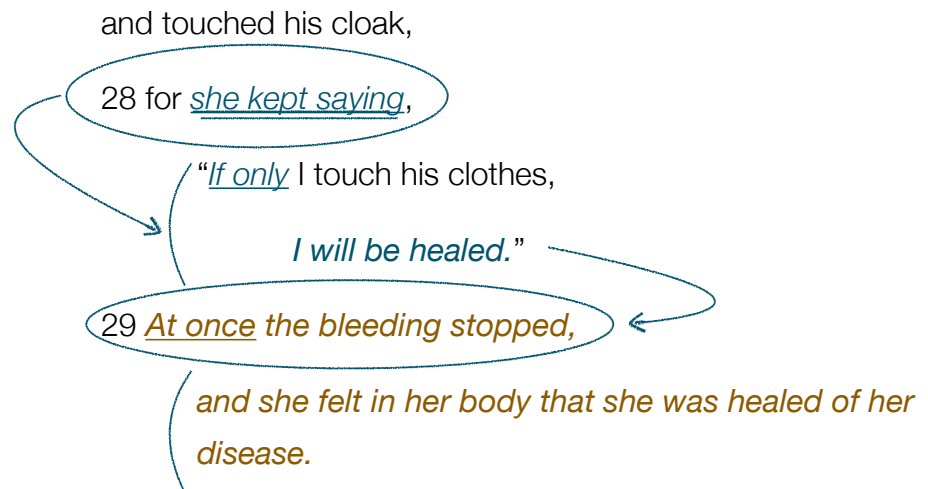 and touched his cloak,
28 for she kept saying,
“If only I touch his clothes,
I will be healed.”
29 At once the bleeding stopped,
and she felt in her body that she was healed of her
disease.